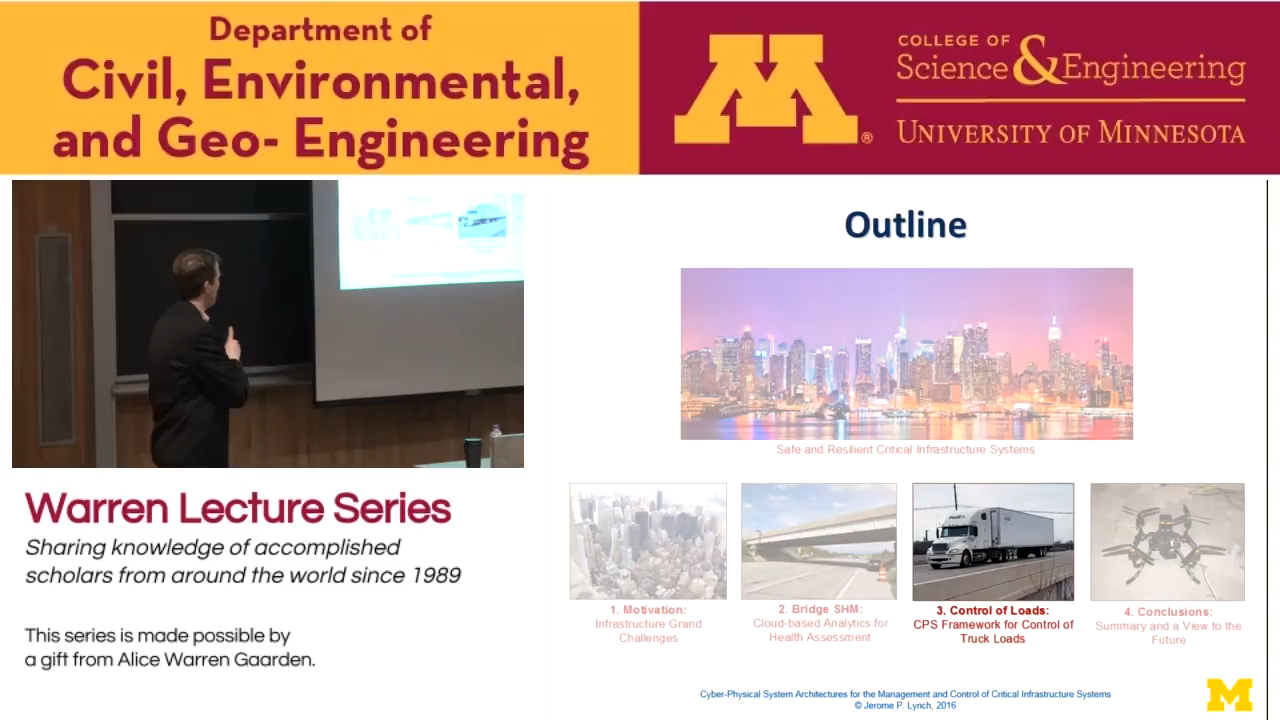 Department of
Civil, Environmental,
and Geo- Engineering
M®
COLLEGE OF
Science & Engineering
UNIVERSITY OF MINNESOTA
Outline
Safe and Resilient Critical Infrastructure Systems
1. Motivation:
Infrastructure Grand
Challenges
2. Bridge SHM:
Cloud-based Analytics for
Health Assessment
3. Control of Loads:
CPS Framework for Control of
Truck Loads
4. Conclusions:
Summary and a View to the
Future
Warren Lecture Series
Sharing knowledge of accomplished
scholars from around the world since 1989
This series is made possible by
a gift from Alice Warren Gaarden.
Cyber-Physical System Architectures for the Management and Control of Critical Infrastructure Systems
© Jerome P. Lynch, 2016
M